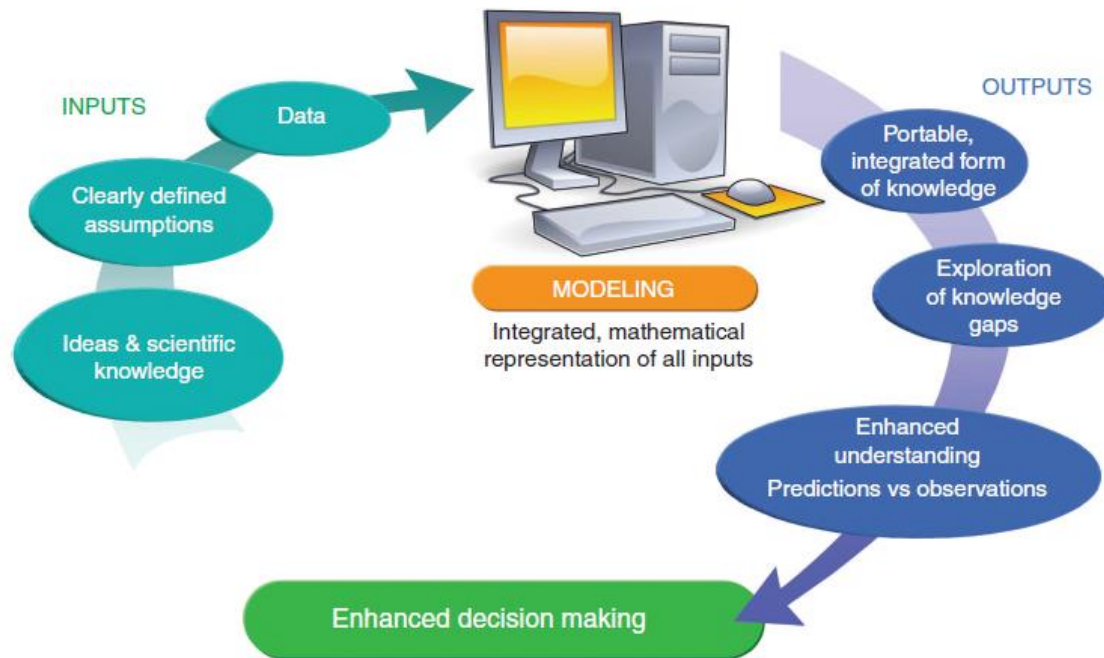 INPUTS
Data
Clearly defined
assumptions
Ideas & scientific
knowledge
MODELING
Integrated, mathematical
representation of all inputs
OUTPUTS
Portable,
integrated form
of knowledge
Exploration
of knowledge
gaps
Enhanced
understanding
Predictions vs observations
Enhanced decision making